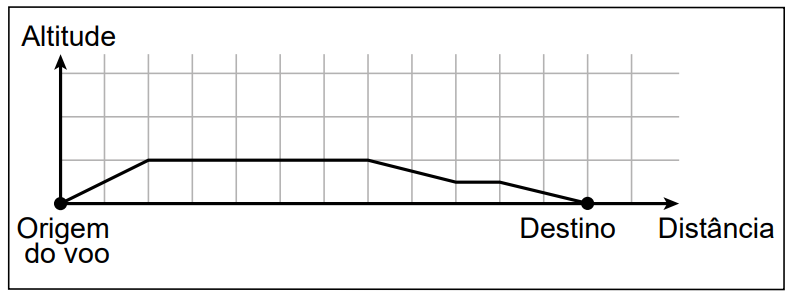 Altitude
Origem
do voo
Destino
Distância